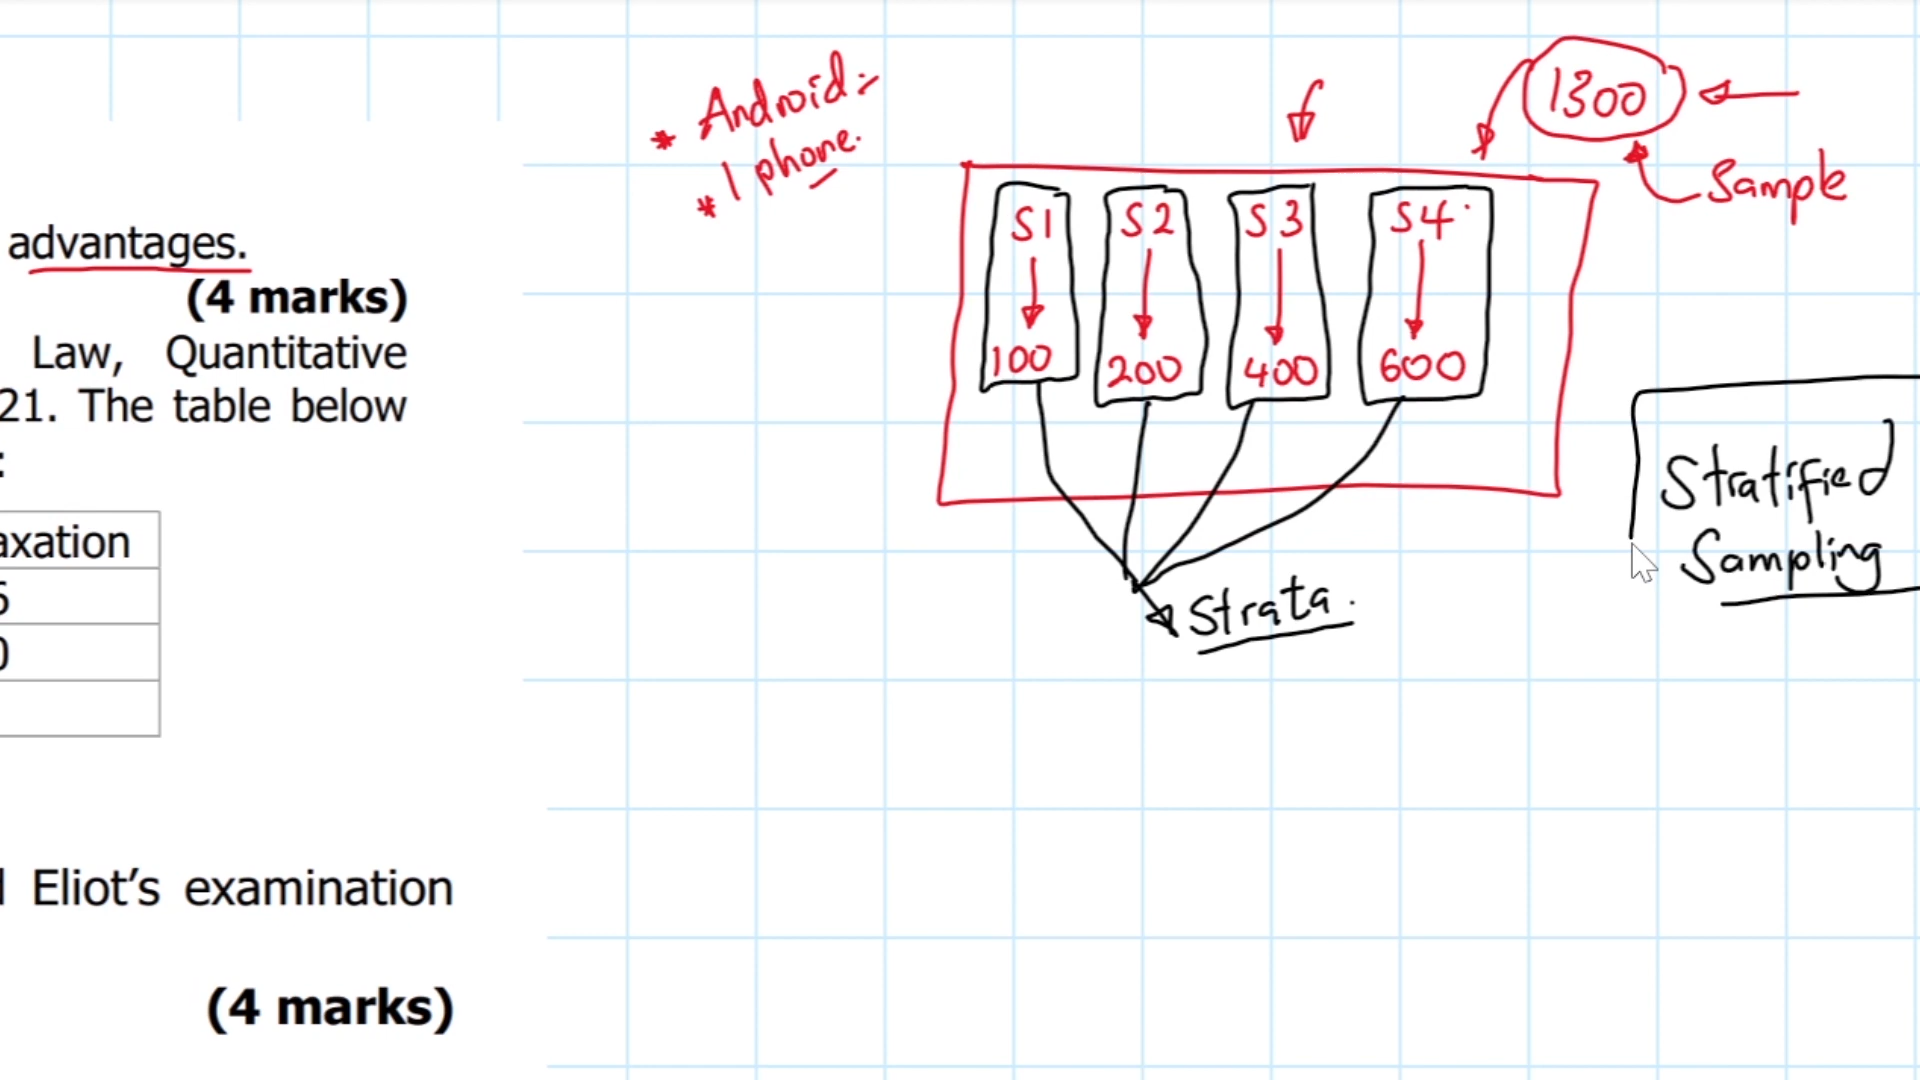 advantages.
(4 marks)
Law, Quantitative
21. The table below
:
axation
Eliot's examination
(4 marks)
* Android:-
* I phone.
1300
Sample
S1 S2 S3 S4
100 200 400 600
Strata.
Stratified
Sampling